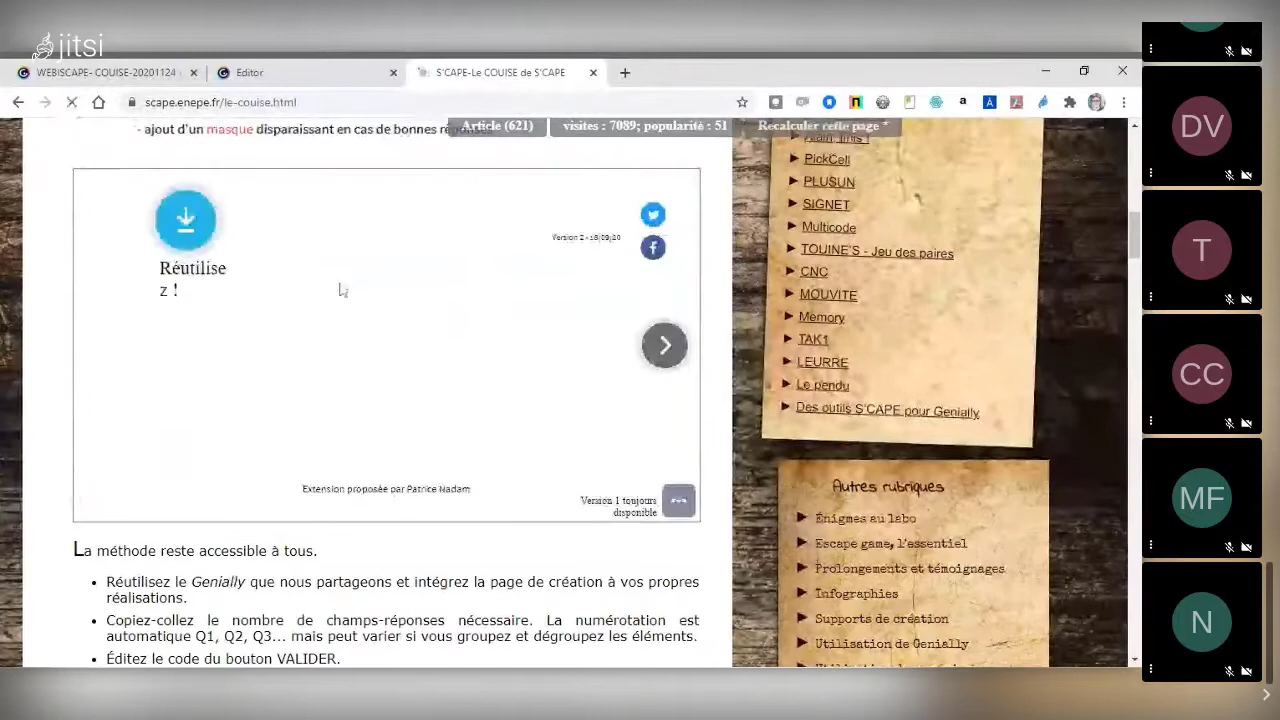 jitsi
WEBISCAPE- COUISE-20201124
Editor
S'CAPE-Le COUISE de S'CAPE
scape.enepe.fr/le-couise.html
- ajout d'un masque disparaissant en cas de bonnes
Article (621)
visites : 7089; popularité : 51
Recalculer cette page *
PickCell
PLUSUN
SIGNET
Multicode
TOUINE'S - Jeu des paires
CNC
MOUVITE
Memory
TAK1
LEURRE
Le pendu
Des outils S'CAPE pour Genially
Réutilise
z !
Version 2 - 18/09/20
Extension proposée par Patrice Nadam
Version 1 toujours
disponible
La méthode reste accessible à tous.
• Réutilisez le Genially que nous partageons et intégrez la page de création à vos propres
réalisations.
• Copiez-collez le nombre de champs-réponses nécessaire. La numérotation est
automatique Q1, Q2, Q3... mais peut varier si vous groupez et dégroupez les éléments.
• Éditez le code du bouton VALIDER.
Autres rubriques
Énigmes au labo
Escape game, l'essentiel
Prolongements et témoignages
Infographies
Supports de création
Utilisation de Genially
DV
T
CC
MF
N